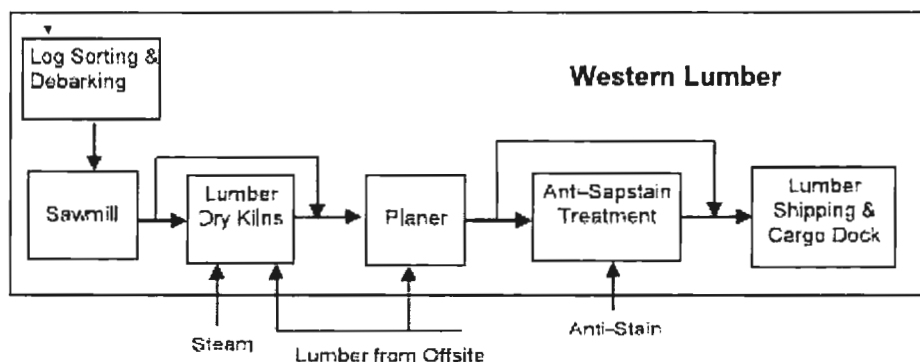 Log Sorting &
Debarking
Western Lumber
Sawmill
Lumber
Dry Kilns
Planer
Anti-Sapstain
Treatment
Lumber
Shipping &
Cargo Dock
Steam
Lumber from Offsite
Anti-Stain